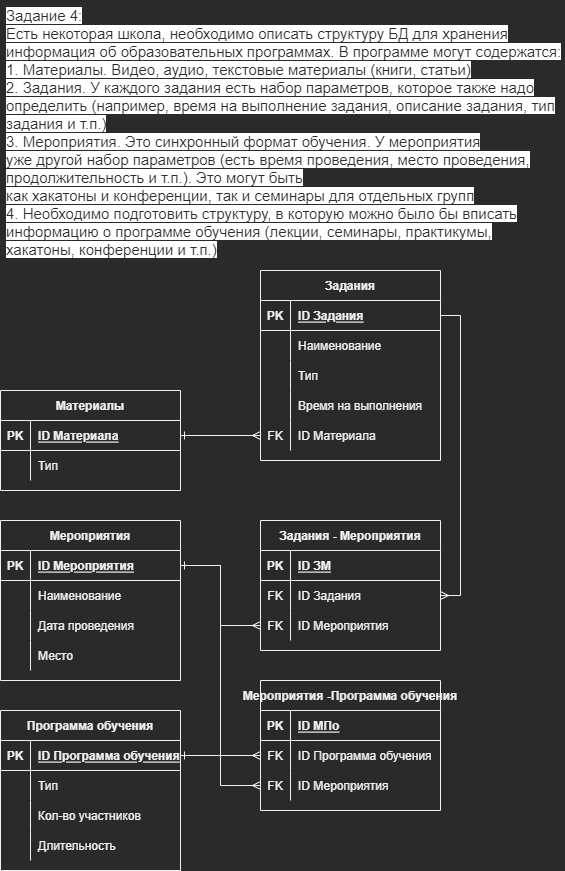 Задание 4:
Есть некоторая школа, необходимо описать структуру БД для хранения
информации об образовательных программах. В программе могут содержатся:
1. Материалы. Видео, аудио, текстовые материалы (книги, статьи)
2. Задания. У каждого задания есть набор параметров, которое также надо
определить (например, время на выполнение задания, описание задания, тип
задания и т.п.)
3. Мероприятия. Это синхронный формат обучения. У мероприятия
уже другой набор параметров (есть время проведения, место проведения,
продолжительность и т.п.). Это могут быть
как хакатоны и конференции, так и семинары для отдельных групп
4. Необходимо подготовить структуру, в которую можно было бы вписать
информацию о программе обучения (лекции, семинары, практикумы,
хакатоны, конференции и т.п.)
Задания
PK ID Задания
Наименование
Тип
Время на выполнения
FK ID Материала
Материалы
PK ID Материала
Тип
Мероприятия
PK ID Мероприятия
Наименование
Дата проведения
Место
Задания - Мероприятия
PK ID ЗМ
FK ID Задания
FK ID Мероприятия
Мероприятия -Программа обучения
PK ID МПо
FK ID Программа обучения
FK ID Мероприятия
Программа обучения
PK ID Программа обучения
Тип
Кол-во участников
Длительность